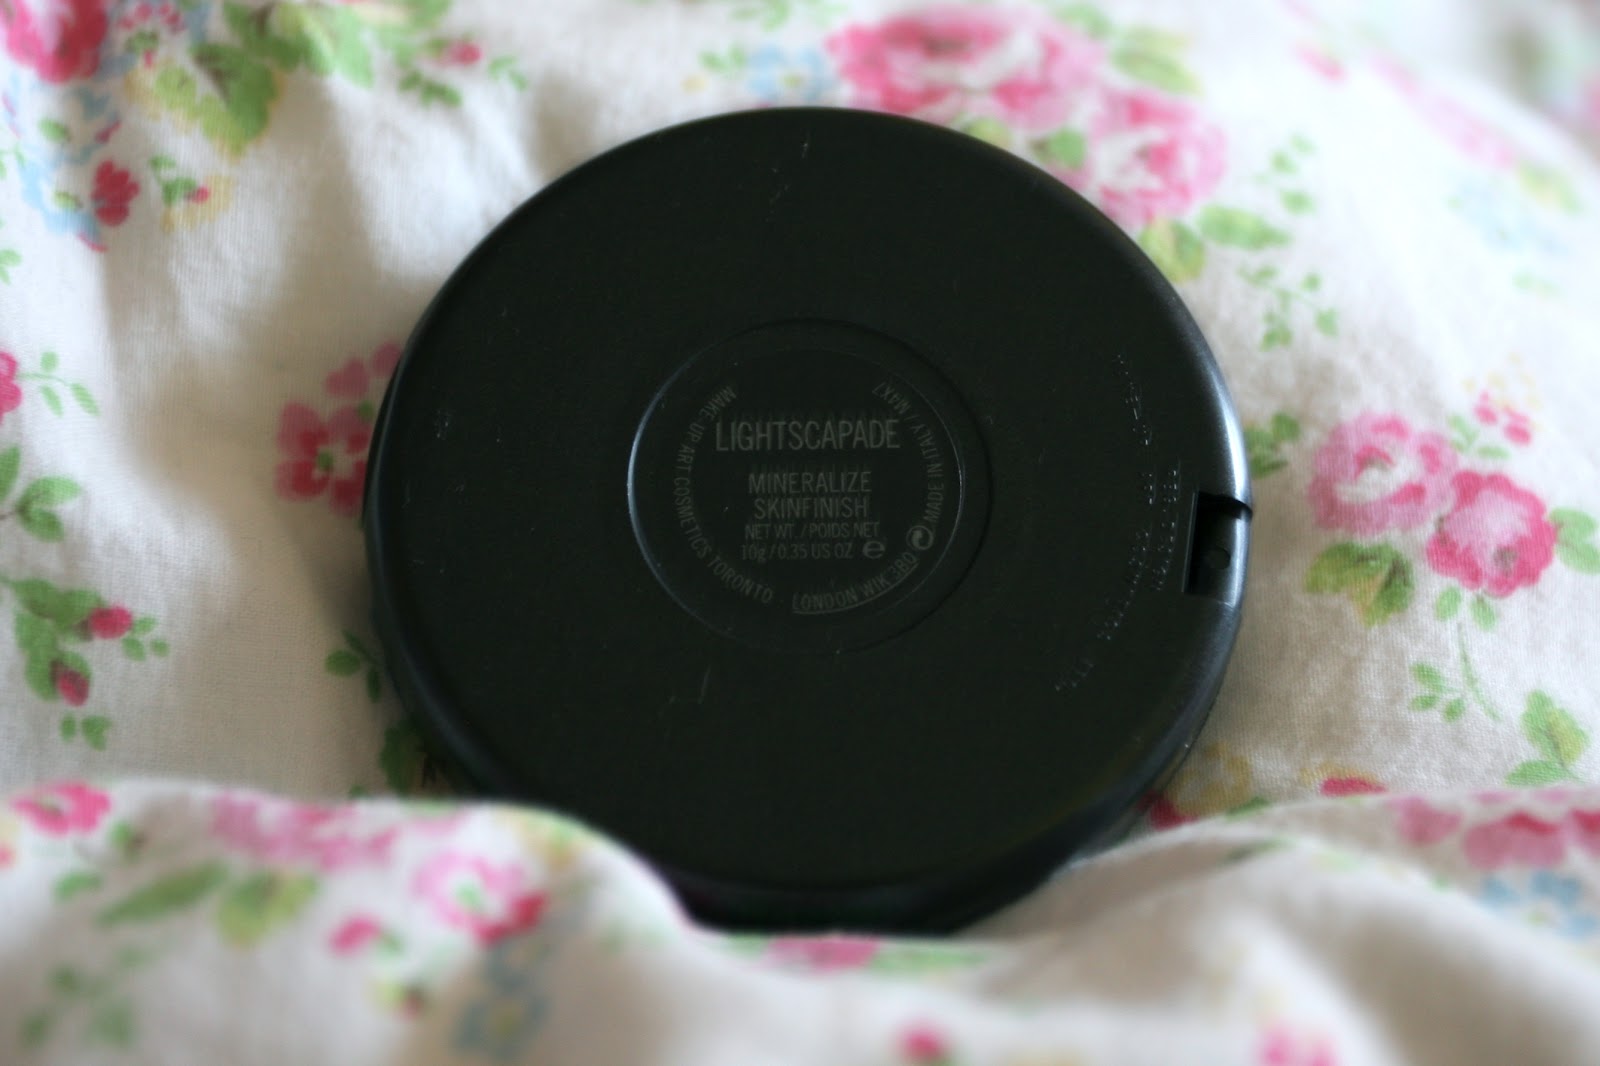 LIGHTSCAPADE
MINERALIZE
SKINFINISH
NET WT. / POIDS NET
10g / 0.35 US OZ ℮
MAKE-UP ART COSMETICS TORONTO · LONDON W1K 3BQ
MADE IN ITALY / M4X7